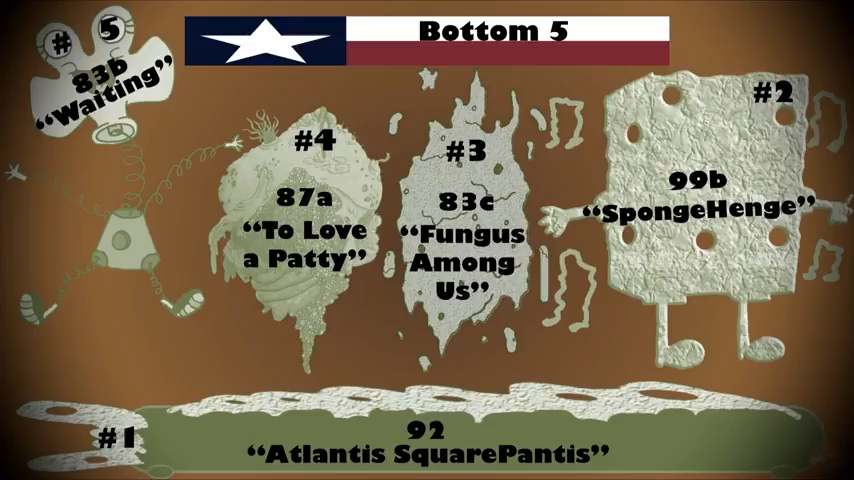 Bottom 5
# 5
83b
“Waiting”
#4
87a
“To Love
a Patty”
#3
83c
“Fungus
Among
Us”
#2
99b
“SpongeHenge”
#1
92
“Atlantis SquarePantis”